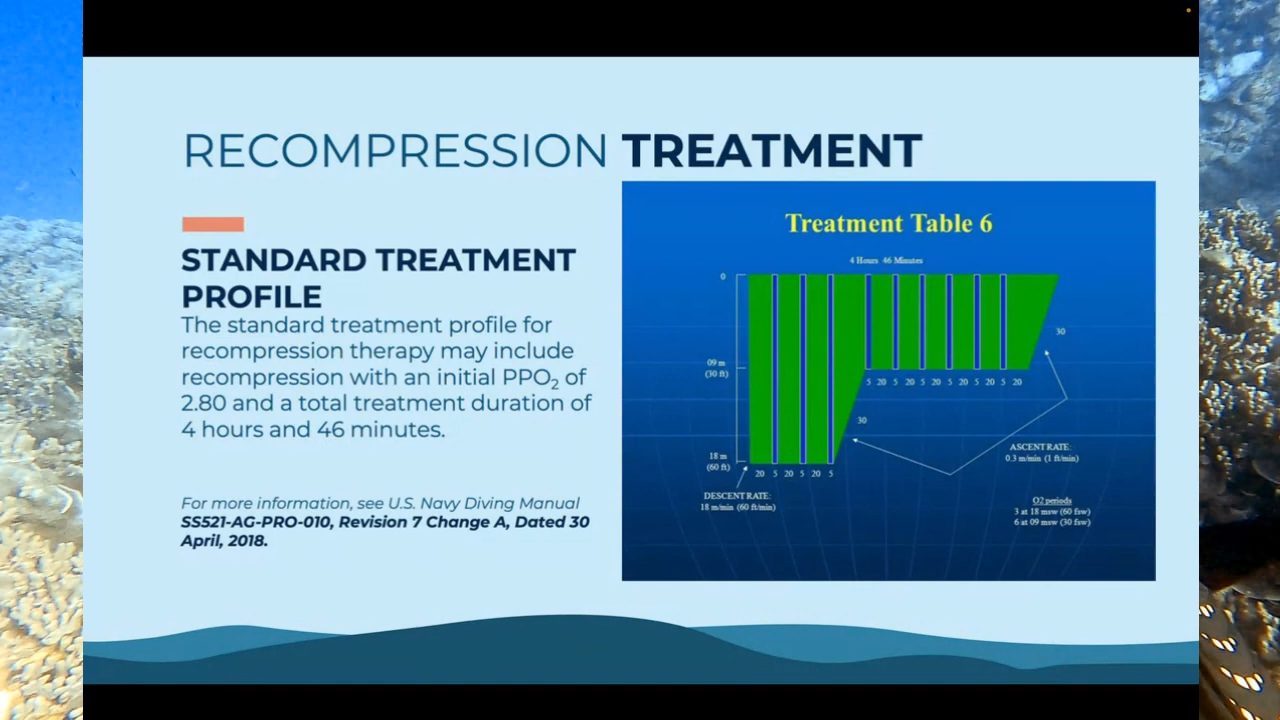 RECOMPRESSION TREATMENT
STANDARD TREATMENT
PROFILE
The standard treatment profile for
recompression therapy may include
recompression with an initial PPO₂ of
2.80 and a total treatment duration of
4 hours and 46 minutes.
For more information, see U.S. Navy Diving Manual
SS521-AG-PRO-010, Revision 7 Change A, Dated 30
April, 2018.
Treatment Table 6
4 Hours 46 Minutes
0
09 m
(30 ft)
18 m
(60 ft)
30
5 20 5 20 5 20 5 20 5 20 5 20
30
20 5 20 5 20 5
DESCENT RATE:
18 m/min (60 ft/min)
ASCENT RATE:
0.3 m/min (1 ft/min)
O2 periods
3 at 18 msw (60 fsw)
6 at 09 msw (30 fsw)